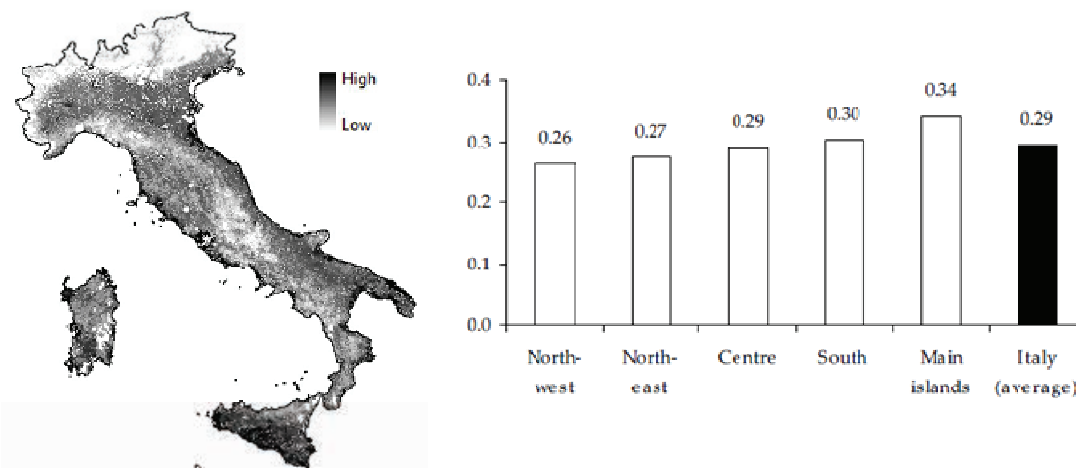 High
Low
0.4
0.3
0.2
0.1
0.0
0.26
0.27
0.29
0.30
0.34
0.29
North-
west
North-
east
Centre
South
Main
islands
Italy
(average)